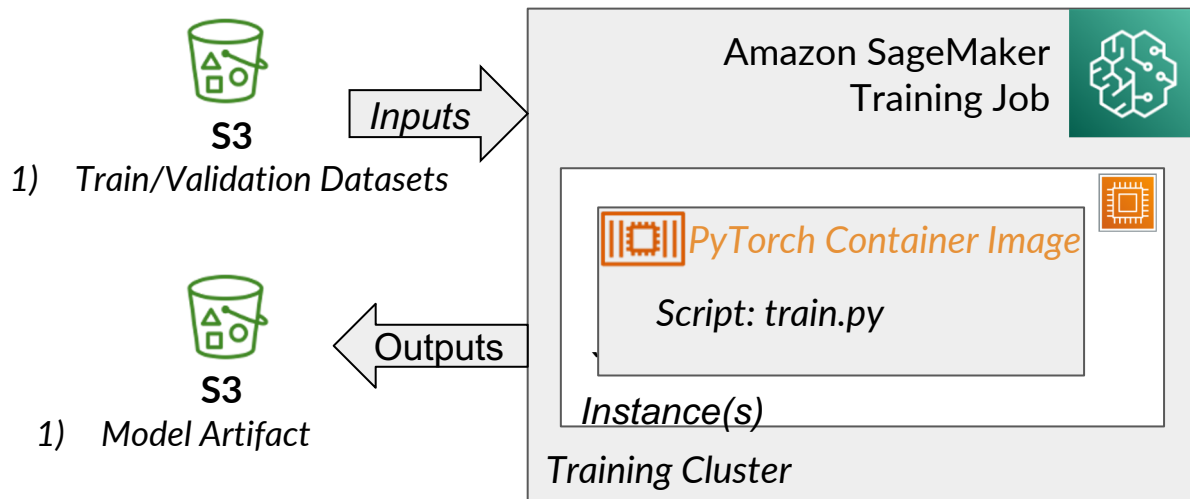 Amazon SageMaker
Training Job
S3
1) Train/Validation Datasets
Inputs
PyTorch Container Image
Script: train.py
Outputs
S3
1) Model Artifact
Instance(s)
Training Cluster